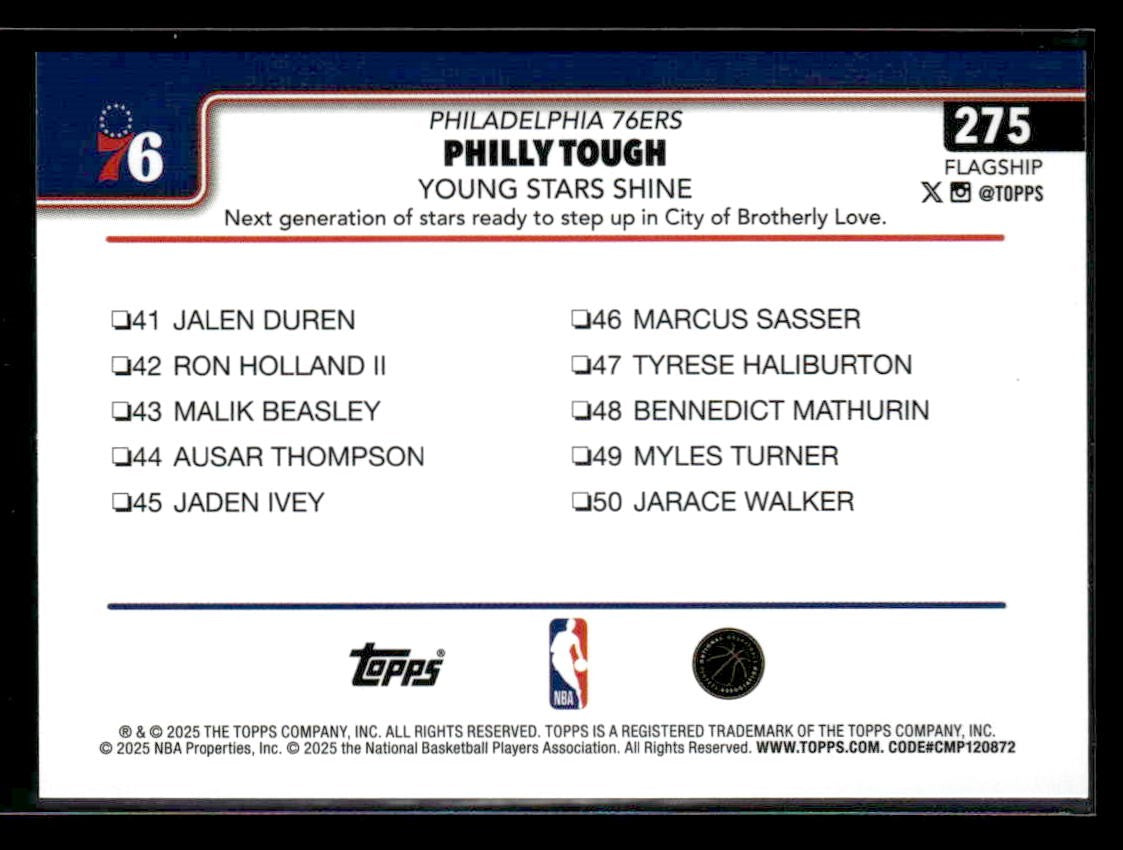 76
PHILADELPHIA 76ERS
PHILLY TOUGH
YOUNG STARS SHINE
Next generation of stars ready to step up in City of Brotherly Love.
275
FLAGSHIP
@TOPPS
❏41 JALEN DUREN
❏42 RON HOLLAND II
❏43 MALIK BEASLEY
❏44 AUSAR THOMPSON
❏45 JADEN IVEY
❏46 MARCUS SASSER
❏47 TYRESE HALIBURTON
❏48 BENNEDICT MATHURIN
❏49 MYLES TURNER
❏50 JARACE WALKER
Topps®
NBA
® & © 2025 THE TOPPS COMPANY, INC. ALL RIGHTS RESERVED. TOPPS IS A REGISTERED TRADEMARK OF THE TOPPS COMPANY, INC.
© 2025 NBA Properties, Inc. © 2025 the National Basketball Players Association. All Rights Reserved. WWW.TOPPS.COM. CODE#CMP120872